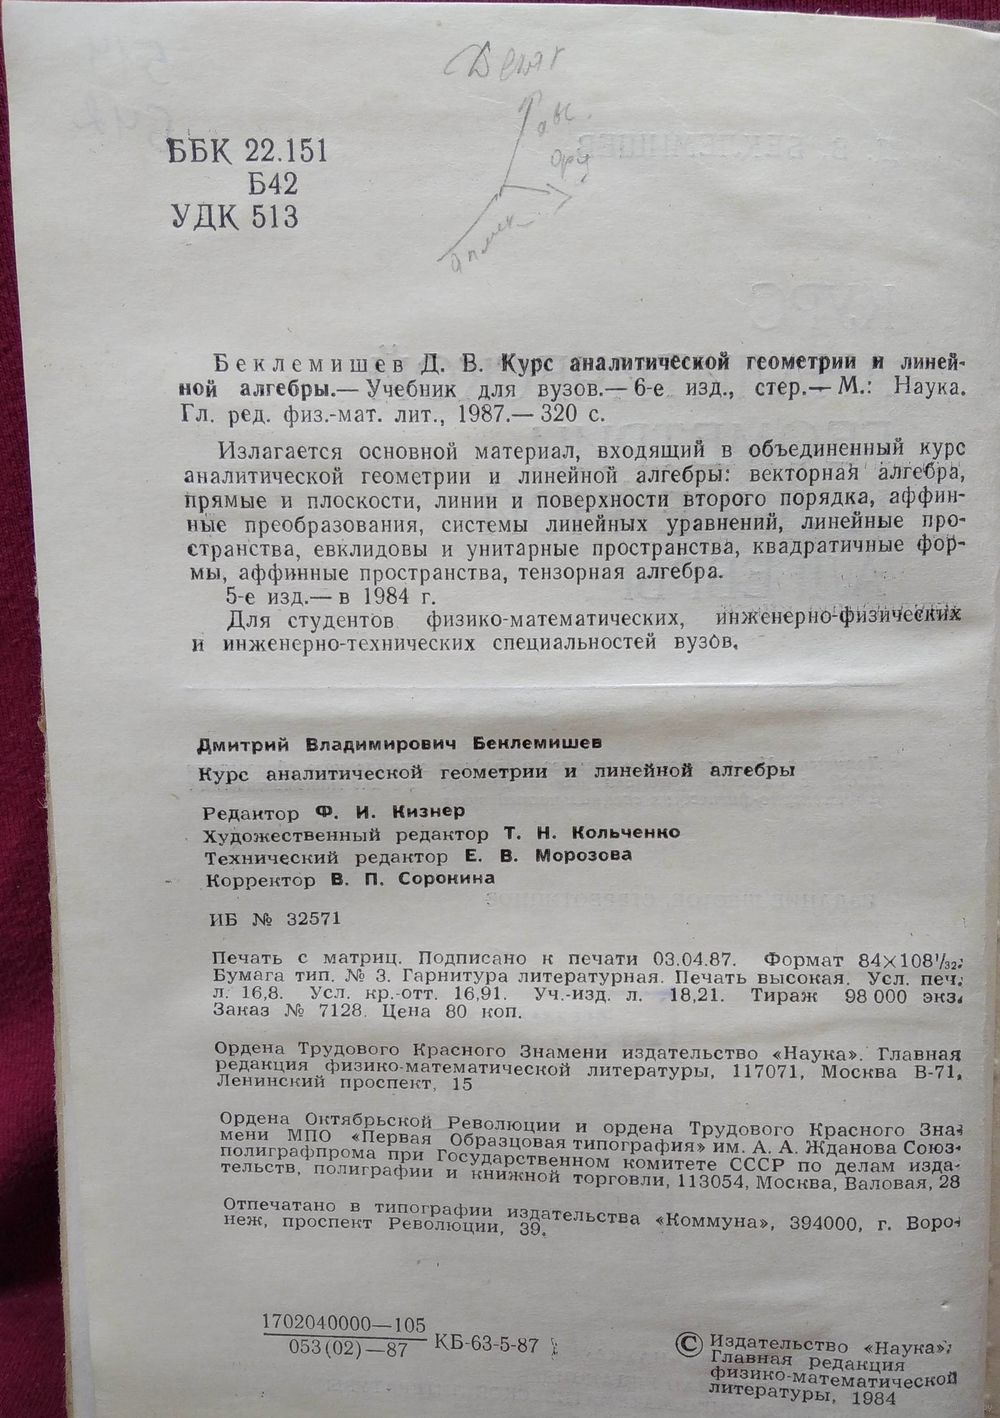 ББК 22.151
Б42
УДК 513
Беклемишев Д. В. Курс аналитической геометрии и линей-
ной алгебры.— Учебник для вузов.— 6-е изд., стер.— М.: Наука.
Гл. ред. физ.-мат. лит., 1987.— 320 с.
Излагается основной материал, входящий в объединенный курс
аналитической геометрии и линейной алгебры: векторная алгебра,
прямые и плоскости, линии и поверхности второго порядка, аффин-
ные преобразования, системы линейных уравнений, линейные про-
странства, евклидовы и унитарные пространства, квадратичные фор-
мы, аффинные пространства, тензорная алгебра.
5-е изд.— в 1984 г.
Для студентов физико-математических, инженерно-физических
и инженерно-технических специальностей вузов.
Дмитрий Владимирович Беклемишев
Курс аналитической геометрии и линейной алгебры
Редактор Ф. И. Кизнер
Художественный редактор Т. Н. Кольченко
Технический редактор Е. В. Морозова
Корректор В. П. Сорокина
ИБ № 32571
Печать с матриц. Подписано к печати 03.04.87. Формат 84×108¹/₃₂.
Бумага тип. № 3. Гарнитура литературная. Печать высокая. Усл. печ.
л. 16,8. Усл. кр.-отт. 16,91. Уч.-изд. л. 18,21. Тираж 98 000 экз.
Заказ № 7128. Цена 80 коп.
Ордена Трудового Красного Знамени издательство «Наука». Главная
редакция физико-математической литературы, 117071, Москва В-71,
Ленинский проспект, 15
Ордена Октябрьской Революции и ордена Трудового Красного Зна-
мени МПО «Первая Образцовая типография» им. А. А. Жданова Союз-
полиграфпрома при Государственном комитете СССР по делам изда-
тельств, полиграфии и книжной торговли, 113054, Москва, Валовая, 28
Отпечатано в типографии издательства «Коммуна», 394000, г. Воро-
неж, проспект Революции, 39.
1702040000—105
053(02)—87
КБ-63-5-87
© Издательство «Наука»,
Главная редакция
физико-математической
литературы, 1984